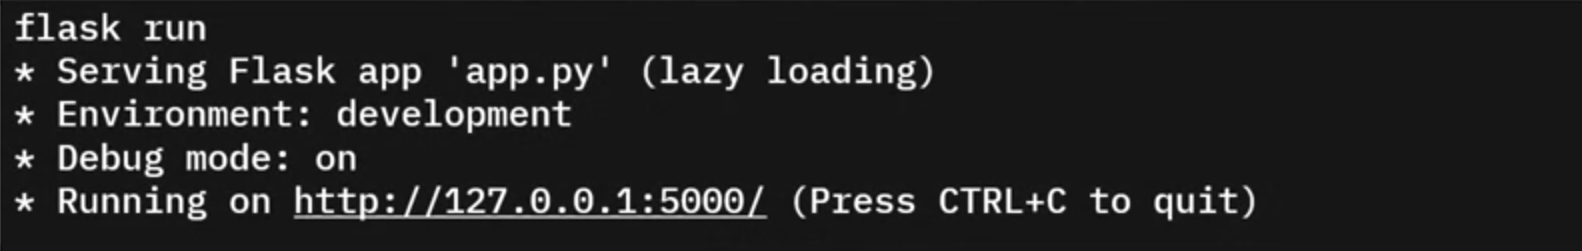 flask run
* Serving Flask app 'app.py' (lazy loading)
* Environment: development
* Debug mode: on
* Running on http://127.0.0.1:5000/ (Press CTRL+C to quit)